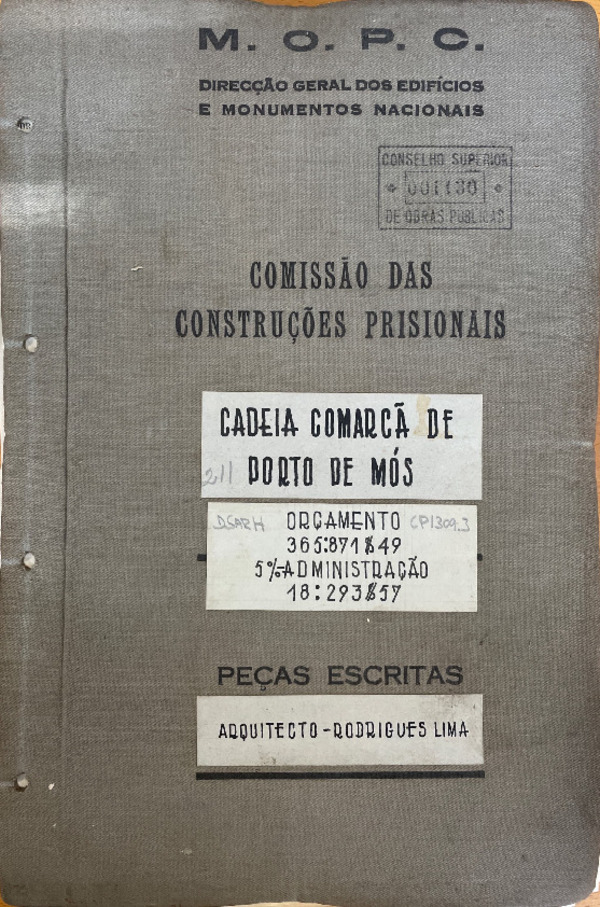 M. O. P. C.
DIRECÇÃO GERAL DOS EDIFÍCIOS
E MONUMENTOS NACIONAIS
CONSELHO SUPERIOR
DE OBRAS PUBLICAS
COMISSÃO DAS
CONSTRUÇÕES PRISIONAIS
CADEIA COMARCÃ DE
211 PORTO DE MÓS
DSARH ORÇAMENTO CP1309.3
365:871$49
5%-ADMINISTRAÇÃO
18:293$57
PEÇAS ESCRITAS
ARQUITECTO-RODRIGUES LIMA